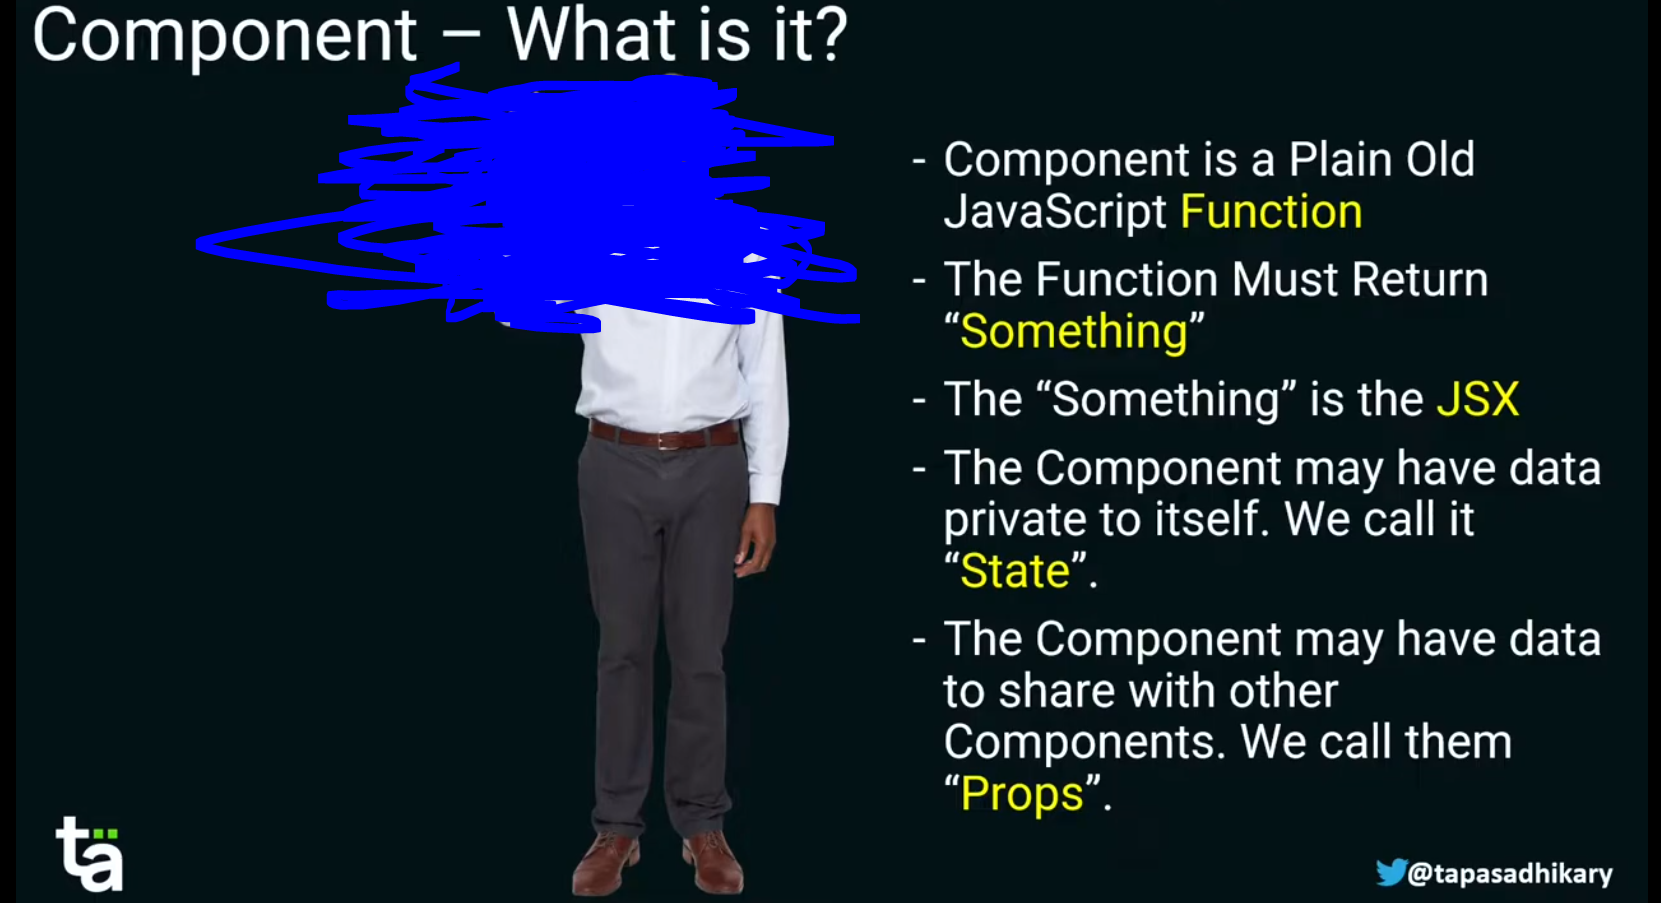 Component – What is it?
- Component is a Plain Old
JavaScript Function
- The Function Must Return
“Something”
- The “Something” is the JSX
- The Component may have data
private to itself. We call it
“State”.
- The Component may have data
to share with other
Components. We call them
“Props”.
tä
@tapasadhikary